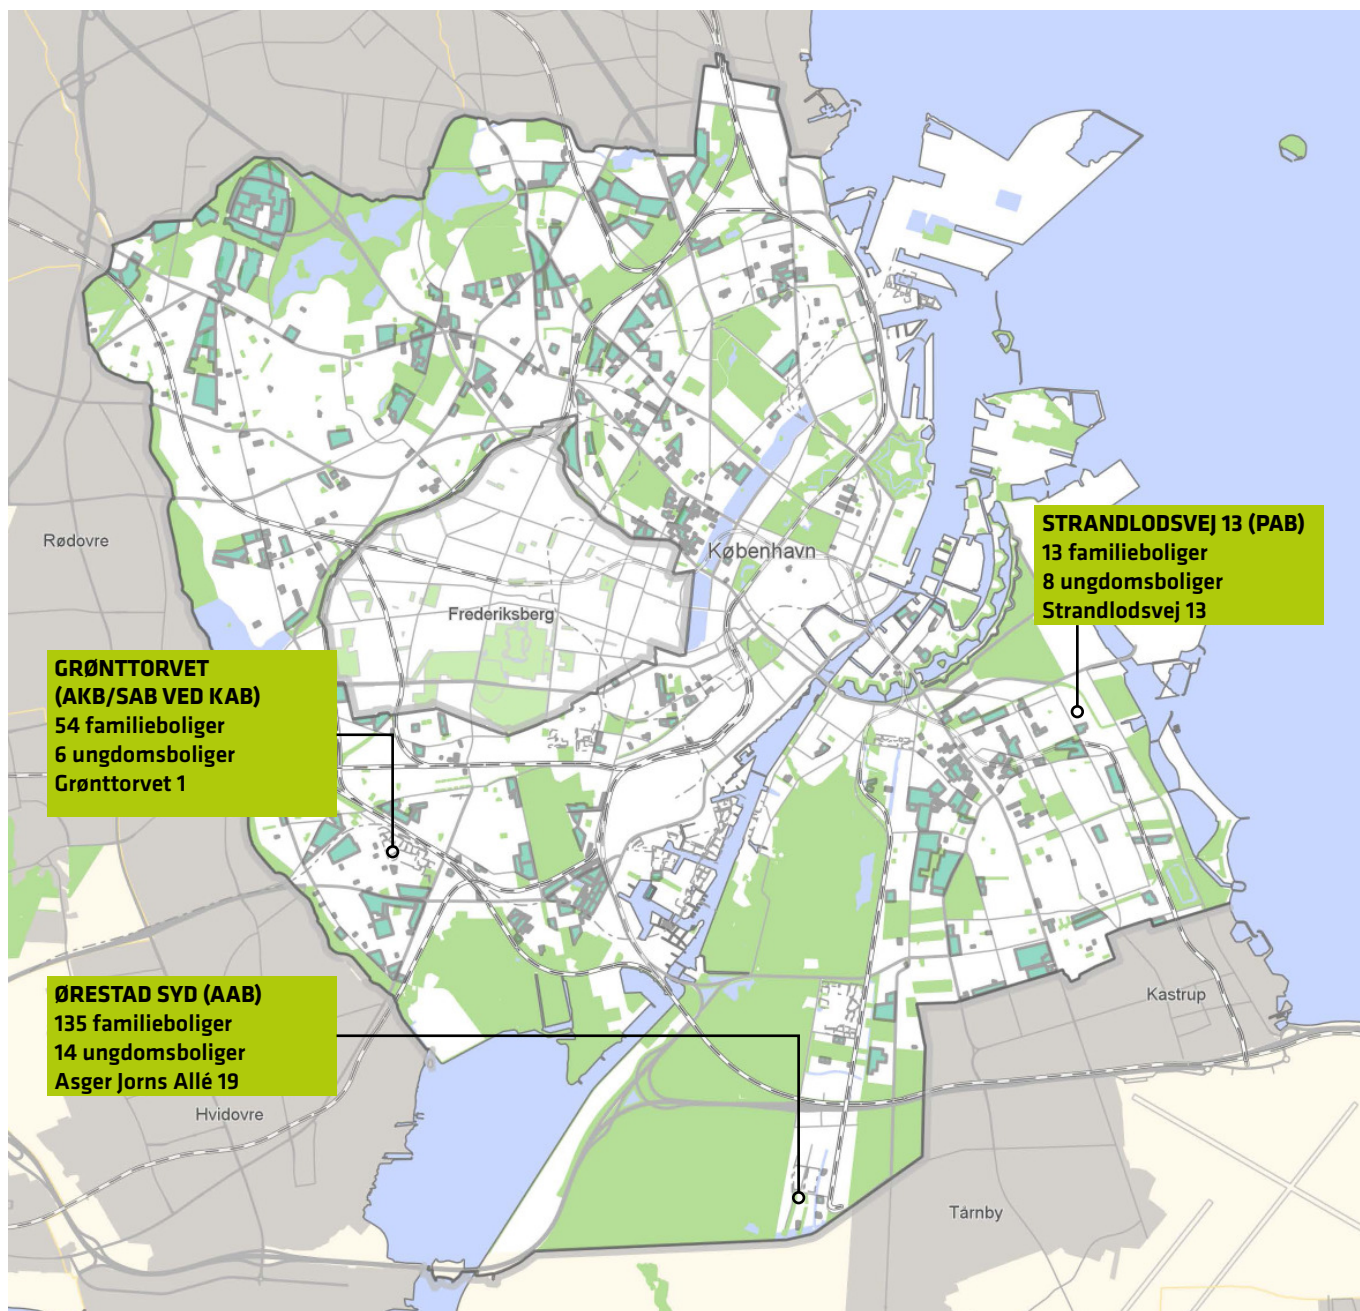 STRANDLODSVEJ 13 (PAB)
13 familieboliger
8 ungdomsboliger
Strandlodsvej 13
Rødovre
København
Frederiksberg
GRØNTTORVET
(AKB/SAB VED KAB)
54 familieboliger
6 ungdomsboliger
Grønttorvet 1
ØRESTAD SYD (AAB)
135 familieboliger
14 ungdomsboliger
Asger Jorns Allé 19
Kastrup
Hvidovre
Tårnby